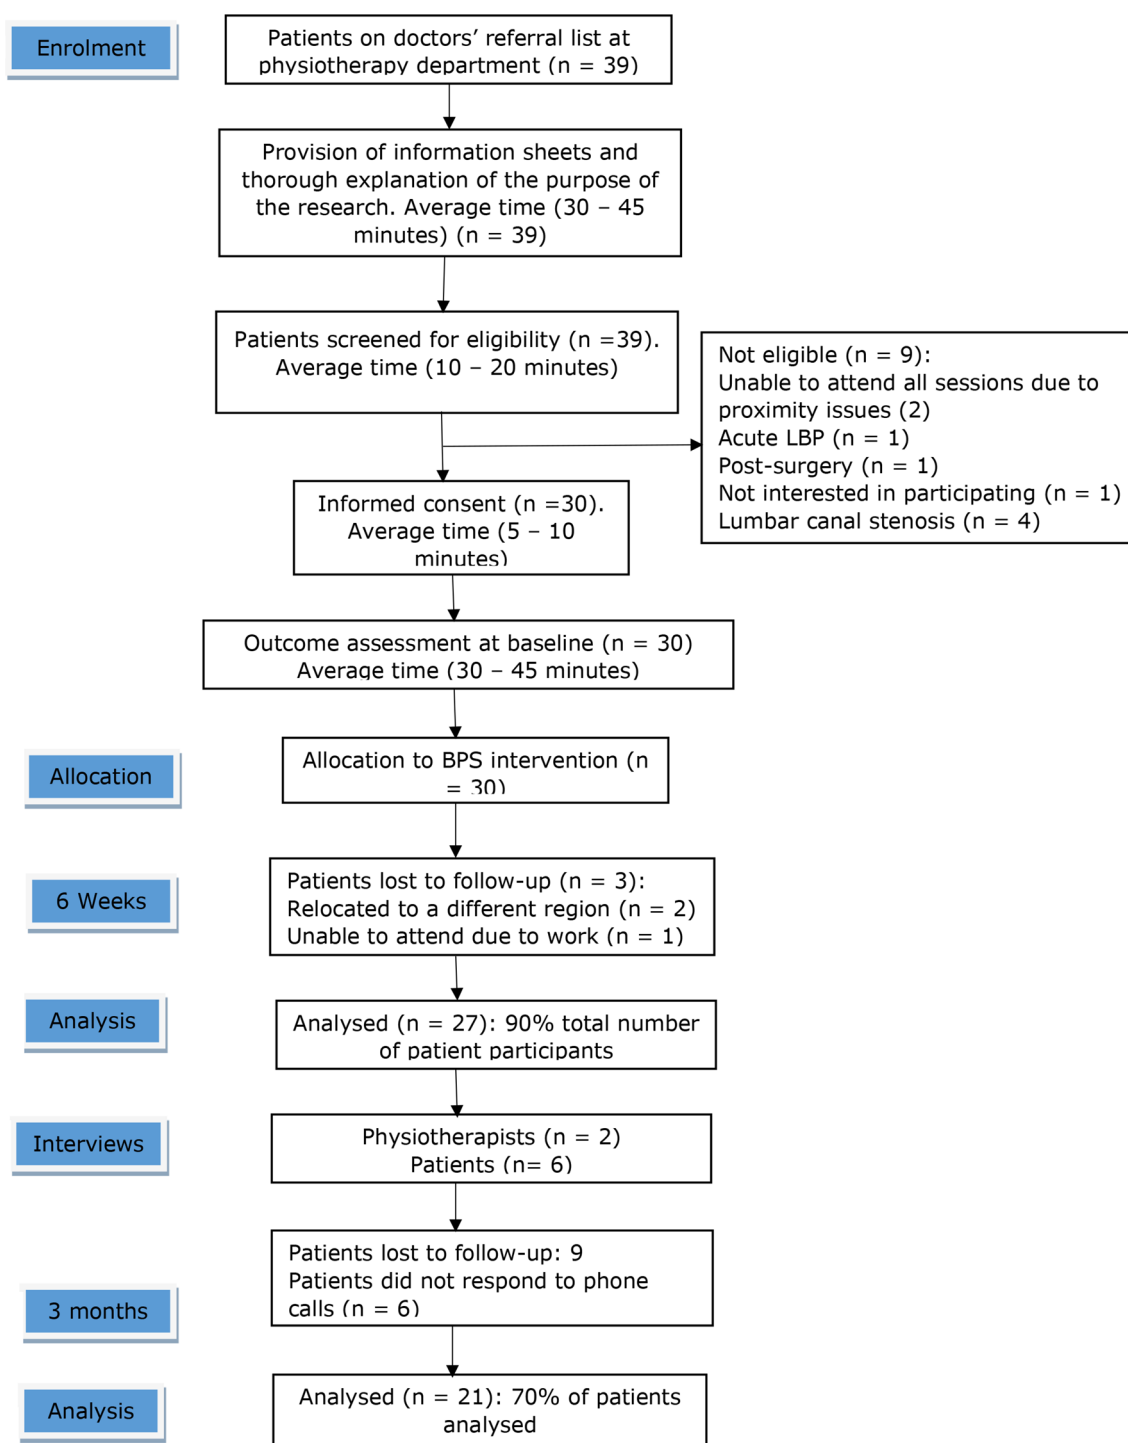 Enrolment
Patients on doctors’ referral list at
physiotherapy department (n = 39)
Provision of information sheets and
thorough explanation of the purpose of
the research. Average time (30 – 45
minutes) (n = 39)
Patients screened for eligibility (n =39).
Average time (10 – 20 minutes)
Not eligible (n = 9):
Unable to attend all sessions due to
proximity issues (2)
Acute LBP (n = 1)
Post-surgery (n = 1)
Not interested in participating (n = 1)
Lumbar canal stenosis (n = 4)
Informed consent (n =30).
Average time (5 – 10
minutes)
Outcome assessment at baseline (n = 30)
Average time (30 – 45 minutes)
Allocation
Allocation to BPS intervention (n
= 30)
6 Weeks
Patients lost to follow-up (n = 3):
Relocated to a different region (n = 2)
Unable to attend due to work (n = 1)
Analysis
Analysed (n = 27): 90% total number
of patient participants
Interviews
Physiotherapists (n = 2)
Patients (n= 6)
3 months
Patients lost to follow-up: 9
Patients did not respond to phone
calls (n = 6)
Analysis
Analysed (n = 21): 70% of patients
analysed